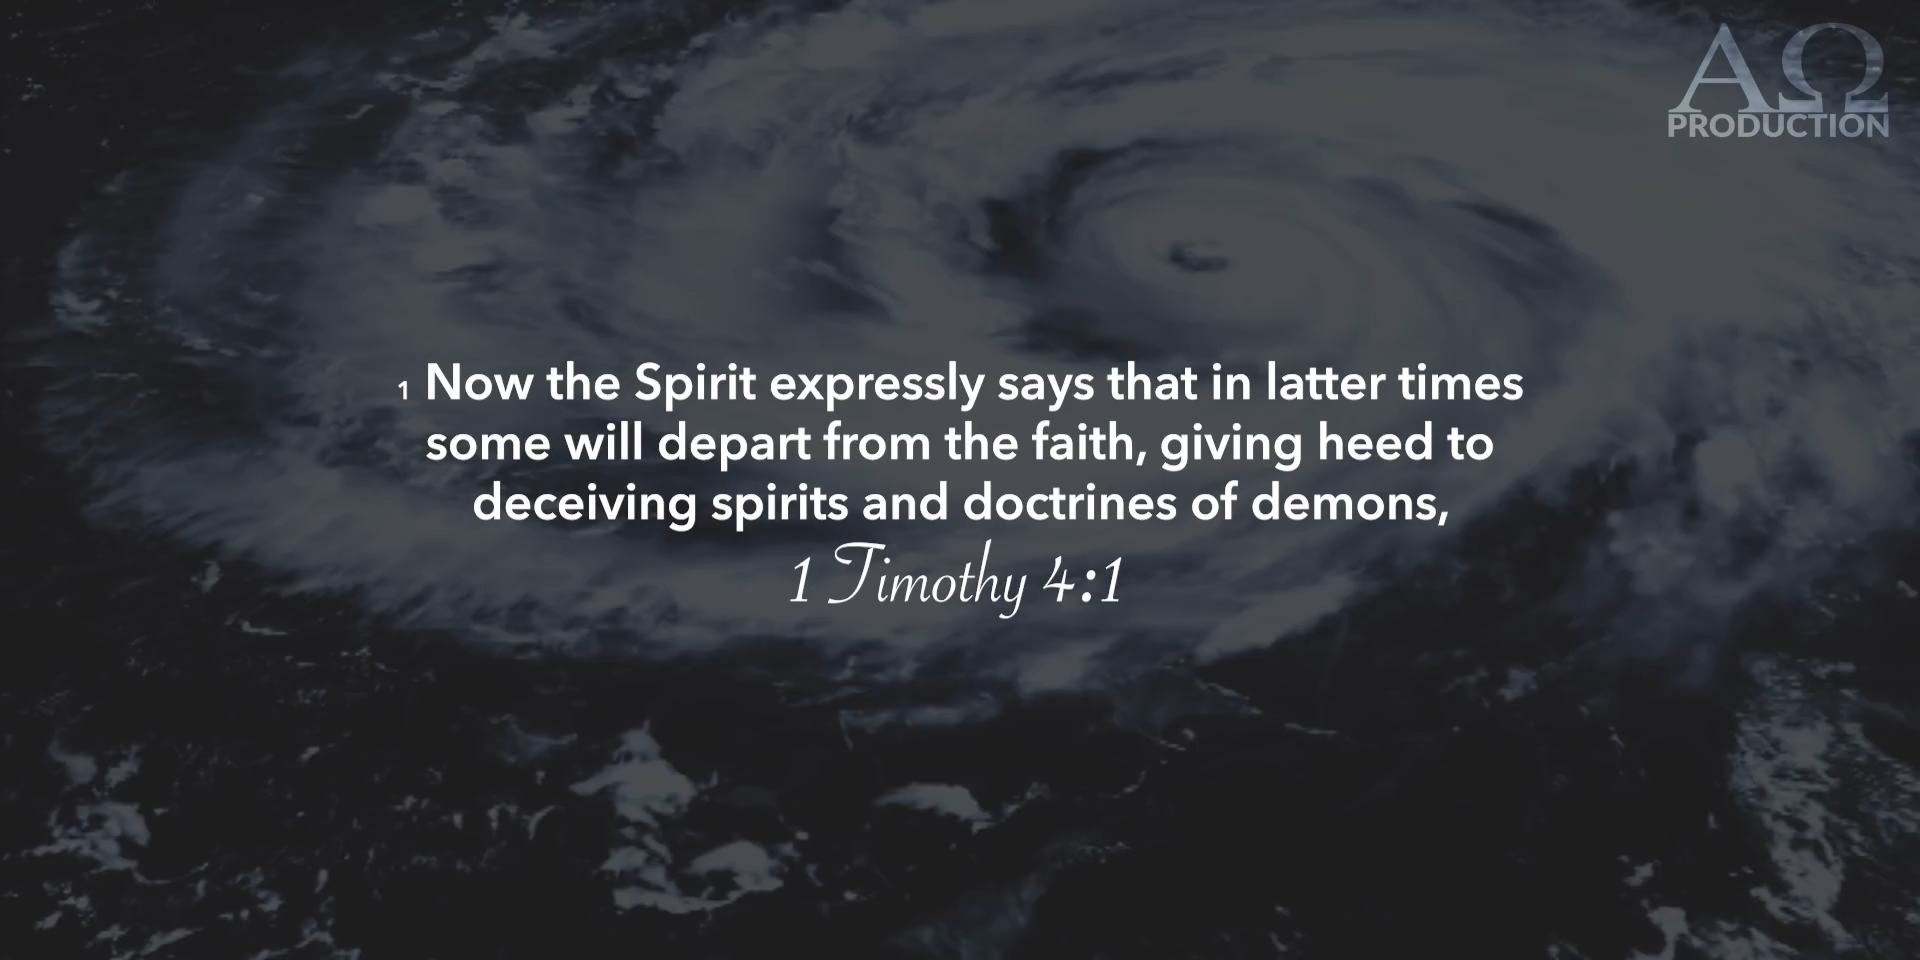 ΑΩ
PRODUCTION
1 Now the Spirit expressly says that in latter times
some will depart from the faith, giving heed to
deceiving spirits and doctrines of demons,
1 Timothy 4:1